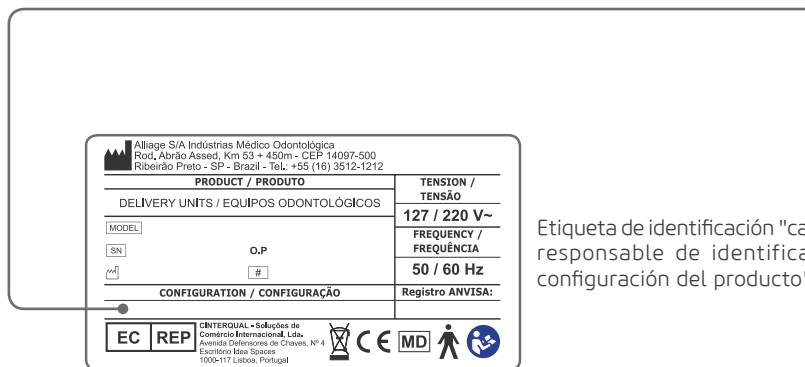 Alliage S/A Indústrias Médico Odontológica
Rod. Abrão Assed, Km 53 + 450m - CEP 14097-500
Ribeirão Preto - SP - Brazil - Tel.: +55 (16) 3512-1212
PRODUCT / PRODUTO
DELIVERY UNITS / EQUIPOS ODONTOLÓGICOS
TENSION /
TENSÃO
127 / 220 V~
MODEL
SN
O.P
#
FREQUENCY /
FREQUÊNCIA
50 / 60 Hz
CONFIGURATION / CONFIGURAÇÃO
Registro ANVISA:
EC REP
CINTERQUAL - Soluções de
Comércio Internacional, Lda.
Avenida Defensores de Chaves, Nº 4
Escritório Idea Spaces
1000-117 Lisboa, Portugal
CE
MD
Etiqueta de identificación "ca
responsable de identifica
configuración del producto"